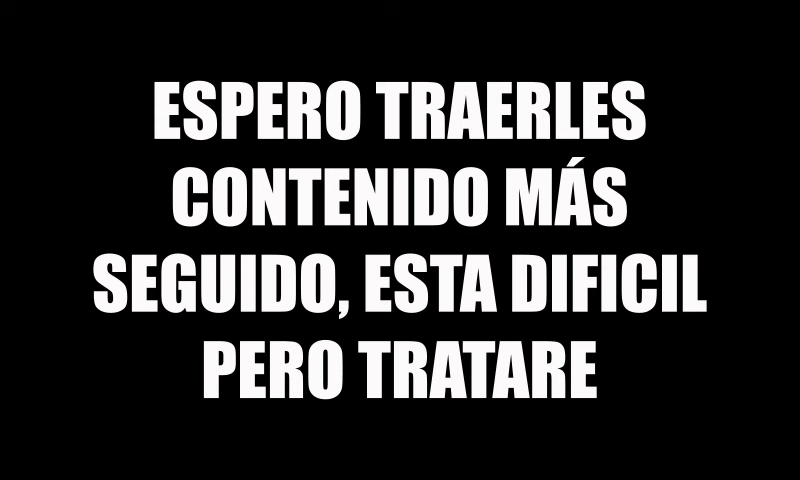 ESPERO TRAERLES
CONTENIDO MÁS
SEGUIDO, ESTA DIFICIL
PERO TRATARE